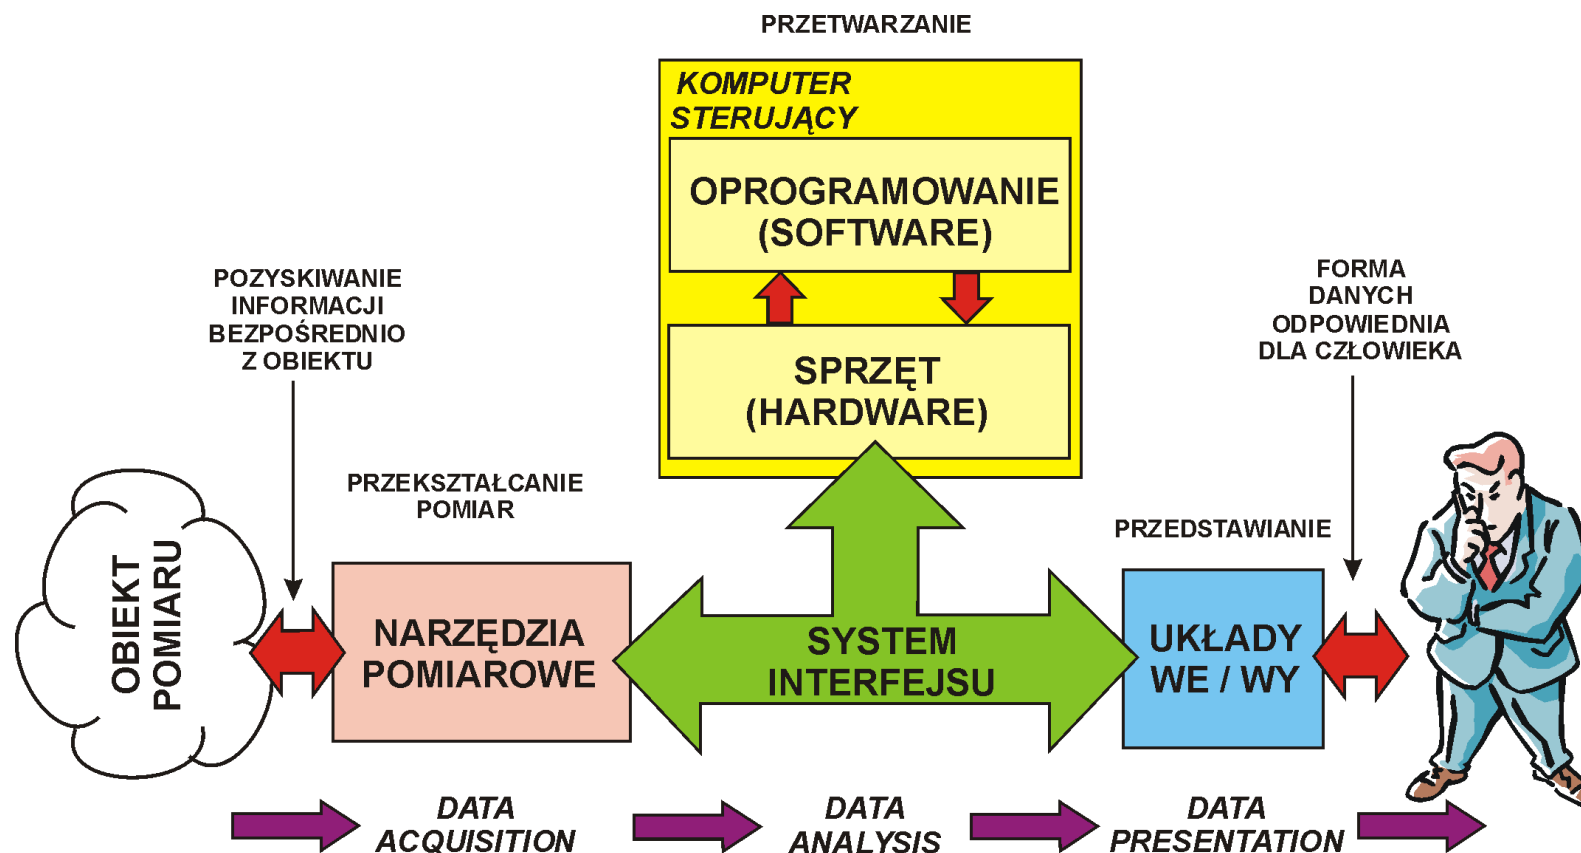 PRZETWARZANIE
KOMPUTER
STERUJĄCY
OPROGRAMOWANIE
(SOFTWARE)
SPRZĘT
(HARDWARE)
POZYSKIWANIE
INFORMACJI
BEZPOŚREDNIO
Z OBIEKTU
FORMA
DANYCH
ODPOWIEDNIA
DLA CZŁOWIEKA
PRZEKSZTAŁCANIE
POMIAR
PRZEDSTAWIANIE
OBIEKT
POMIARU
NARZĘDZIA
POMIAROWE
SYSTEM
INTERFEJSU
UKŁADY
WE / WY
DATA
ACQUISITION
DATA
ANALYSIS
DATA
PRESENTATION